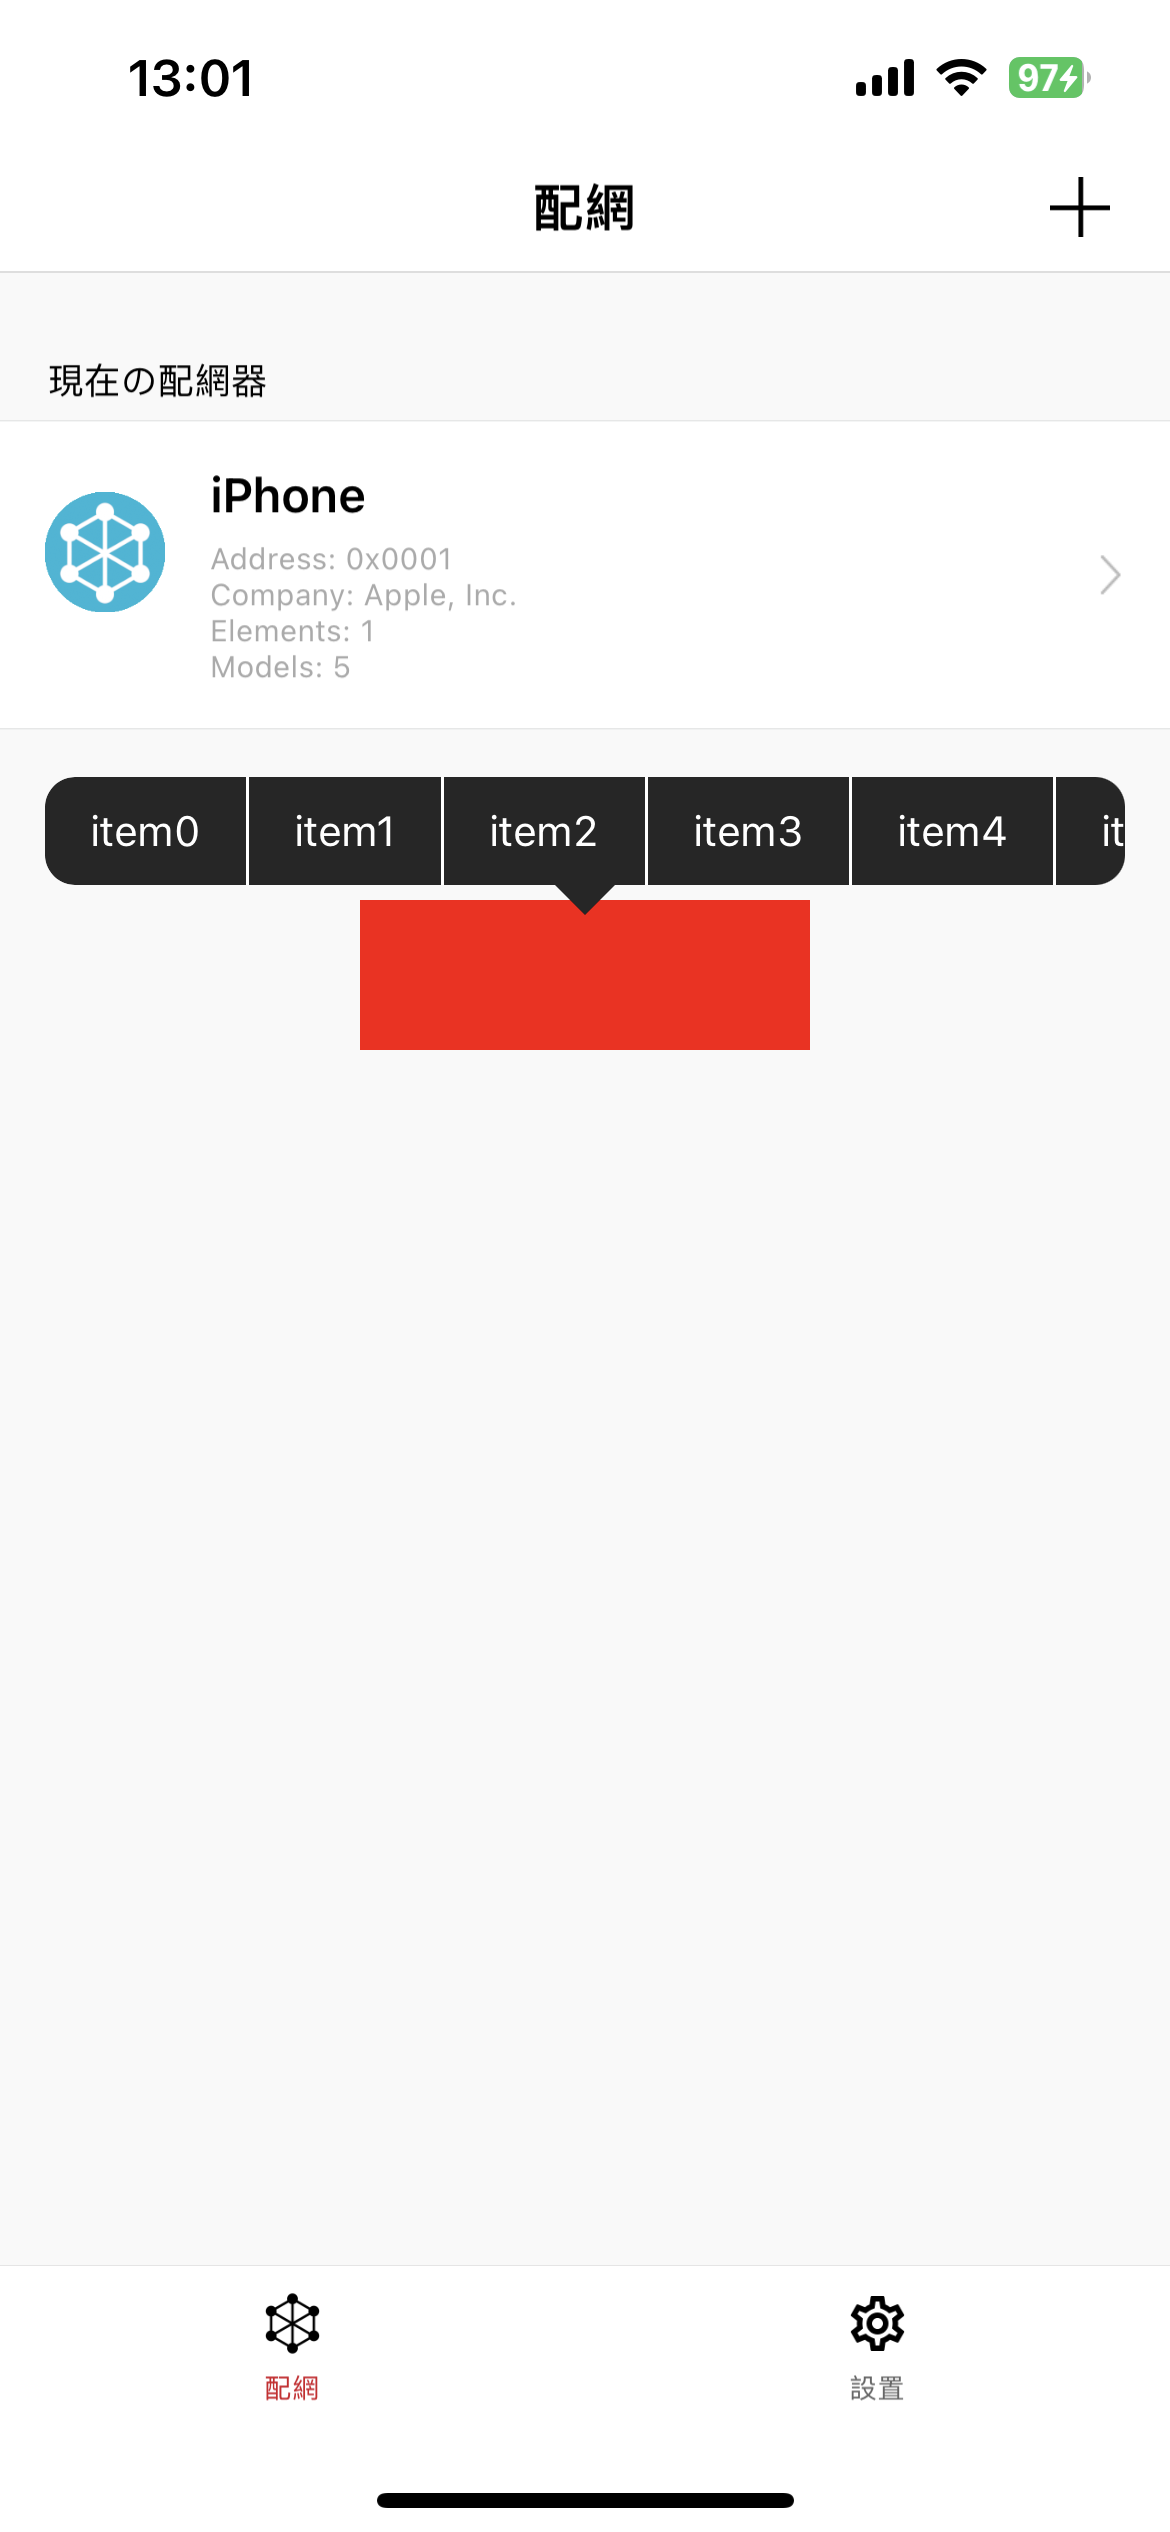 13:01
97
配網
現在の配網器
iPhone
Address: 0x0001
Company: Apple, Inc.
Elements: 1
Models: 5
item0 item1 item2 item3 item4 it
配網 設置